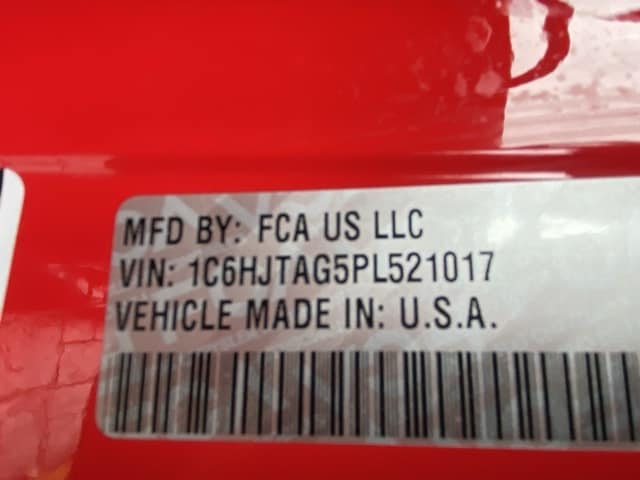 MFD BY: FCA US LLC
VIN: 1C6HJTAG5PL521017
VEHICLE MADE IN: U.S.A.